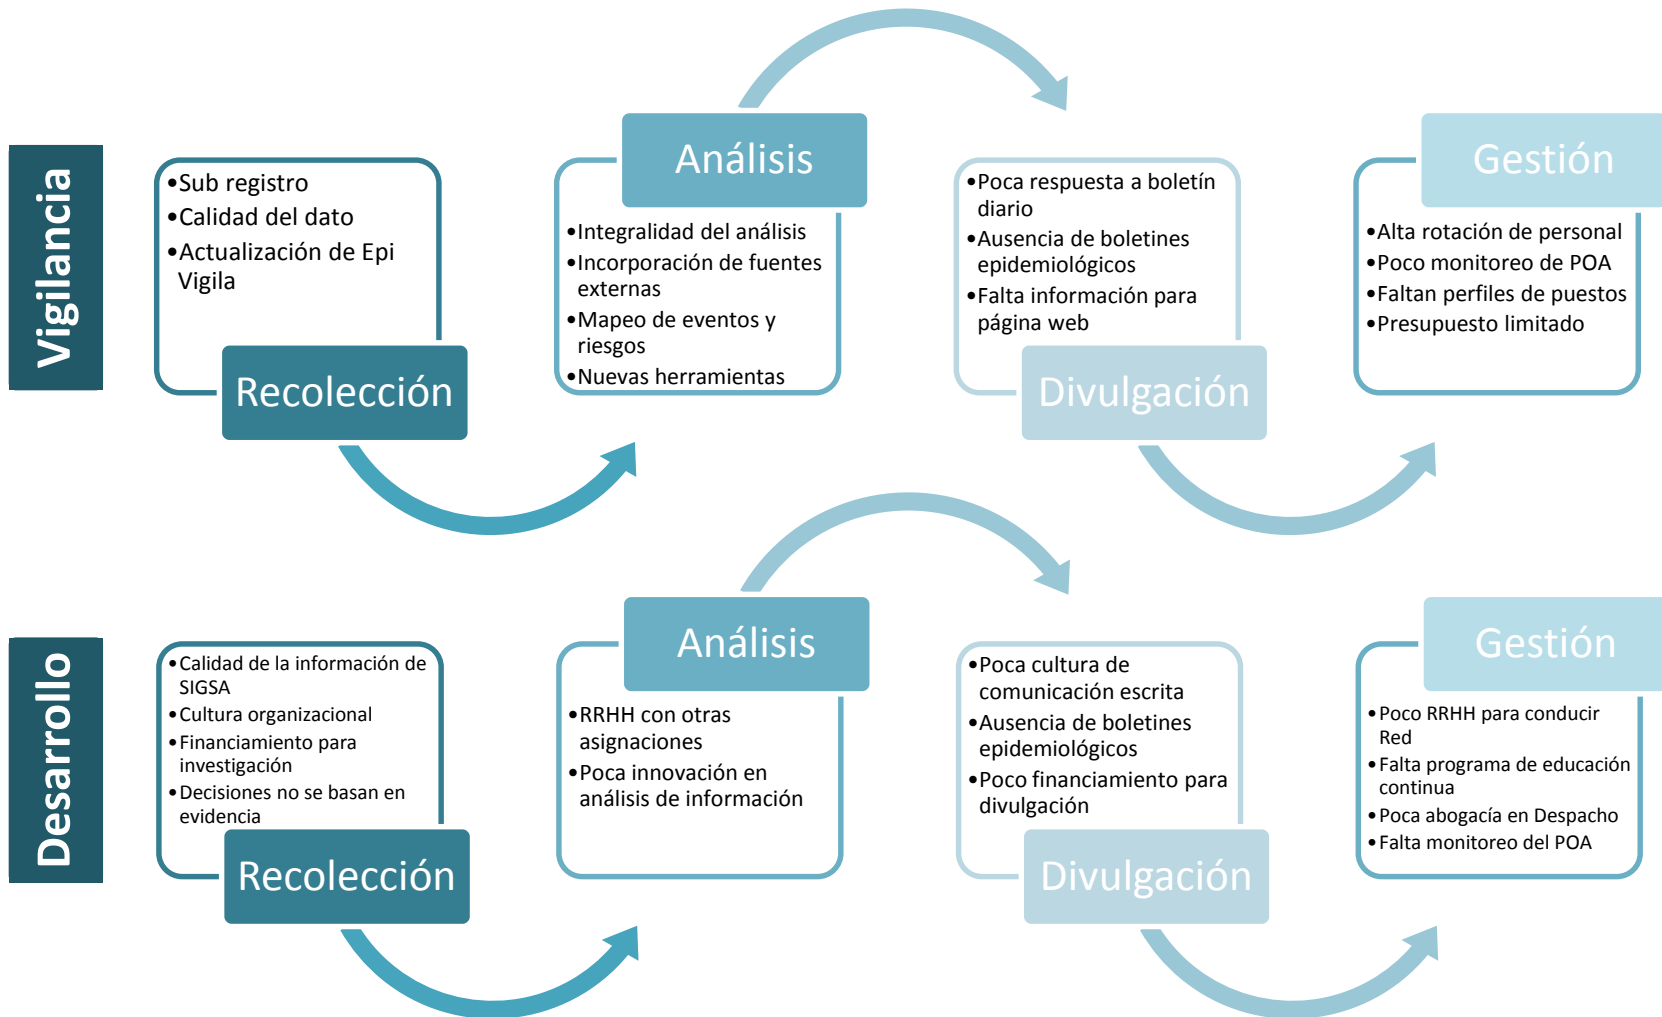 Vigilancia
•Sub registro
•Calidad del dato
•Actualización de Epi
Vigila
Recolección
Análisis
•Integralidad del análisis
•Incorporación de fuentes
externas
•Mapeo de eventos y
riesgos
•Nuevas herramientas
•Poca respuesta a boletín
diario
•Ausencia de boletines
epidemiológicos
•Falta información para
página web
Divulgación
Gestión
•Alta rotación de personal
•Poco monitoreo de POA
•Faltan perfiles de puestos
•Presupuesto limitado
Desarrollo
•Calidad de la información de
SIGSA
•Cultura organizacional
•Financiamiento para
investigación
•Decisiones no se basan en
evidencia
Recolección
Análisis
•RRHH con otras
asignaciones
•Poca innovación en
análisis de información
•Poca cultura de
comunicación escrita
•Ausencia de boletines
epidemiológicos
•Poco financiamiento para
divulgación
Divulgación
Gestión
•Poco RRHH para conducir
Red
•Falta programa de educación
continua
•Poca abogacía en Despacho
•Falta monitoreo del POA